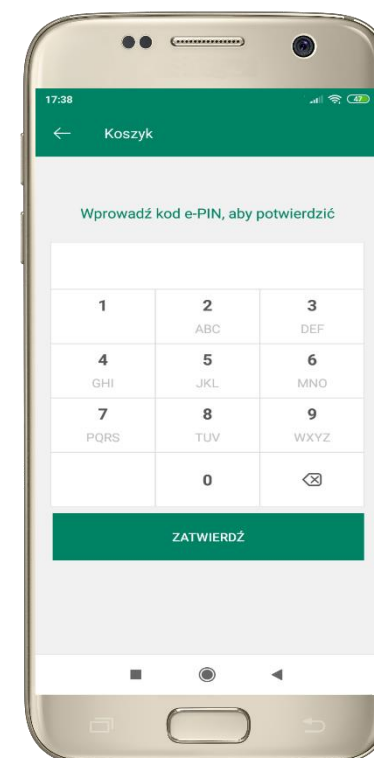 17:38
47
Koszyk
Wprowadź kod e-PIN, aby potwierdzić
1 2 3
ABC DEF
4 5 6
GHI JKL MNO
7 8 9
PQRS TUV WXYZ
0
ZATWIERDŹ